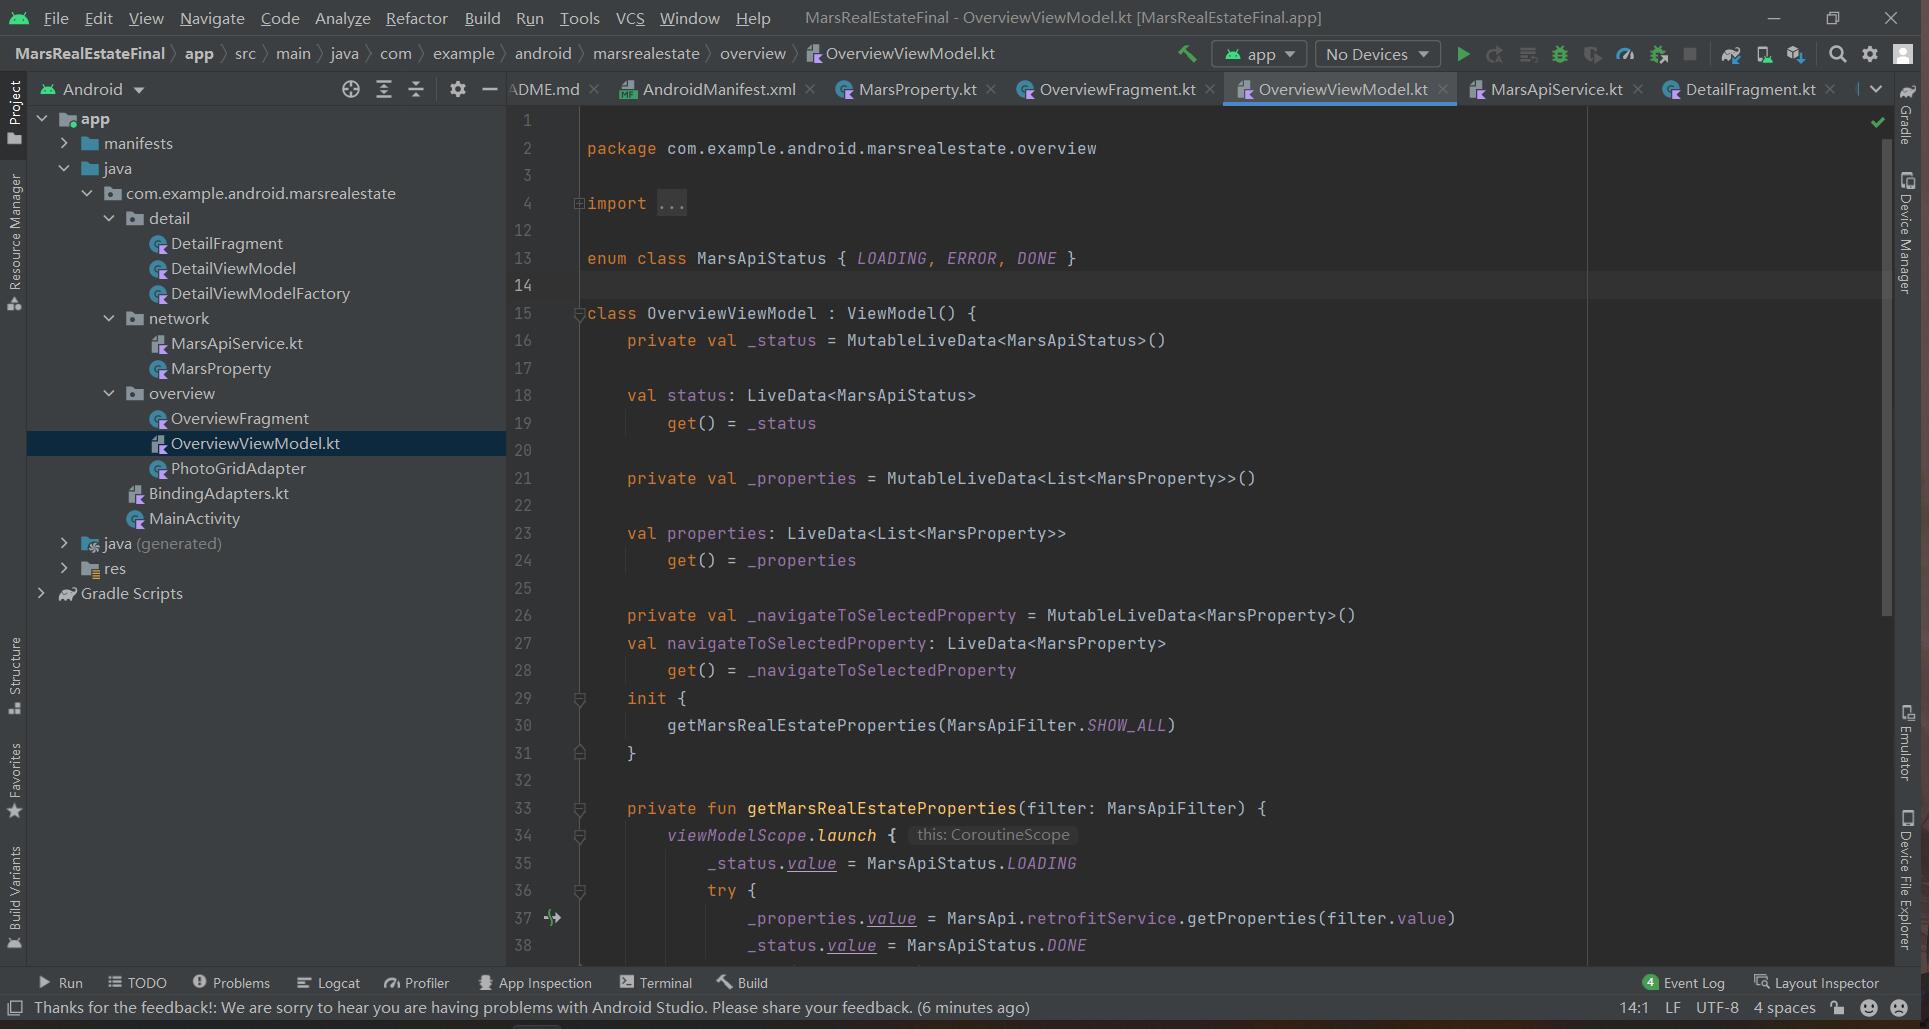 File Edit View Navigate Code Analyze Refactor Build Run Tools VCS Window Help MarsRealEstateFinal - OverviewViewModel.kt [MarsRealEstateFinal.app]
MarsRealEstateFinal app src main java com example android marsrealestate overview OverviewViewModel.kt app No Devices
Android
ADME.md AndroidManifest.xml MarsProperty.kt OverviewFragment.kt OverviewViewModel.kt MarsApiService.kt DetailFragment.kt
Project
Resource Manager
Structure
Favorites
Build Variants
app
manifests
java
com.example.android.marsrealestate
detail
DetailFragment
DetailViewModel
DetailViewModelFactory
network
MarsApiService.kt
MarsProperty
overview
OverviewFragment
OverviewViewModel.kt
PhotoGridAdapter
BindingAdapters.kt
MainActivity
java (generated)
res
Gradle Scripts
1
2 package com.example.android.marsrealestate.overview
3
4 import ...
12
13 enum class MarsApiStatus { LOADING, ERROR, DONE }
14
15 class OverviewViewModel : ViewModel() {
16 private val _status = MutableLiveData<MarsApiStatus>()
17
18 val status: LiveData<MarsApiStatus>
19 get() = _status
20
21 private val _properties = MutableLiveData<List<MarsProperty>>()
22
23 val properties: LiveData<List<MarsProperty>>
24 get() = _properties
25
26 private val _navigateToSelectedProperty = MutableLiveData<MarsProperty>()
27 val navigateToSelectedProperty: LiveData<MarsProperty>
28 get() = _navigateToSelectedProperty
29 init {
30 getMarsRealEstateProperties(MarsApiFilter.SHOW_ALL)
31 }
32
33 private fun getMarsRealEstateProperties(filter: MarsApiFilter) {
34 viewModelScope.launch { this: CoroutineScope
35 _status.value = MarsApiStatus.LOADING
36 try {
37 _properties.value = MarsApi.retrofitService.getProperties(filter.value)
38 _status.value = MarsApiStatus.DONE
Gradle
Device Manager
Emulator
Device File Explorer
Run TODO Problems Logcat Profiler App Inspection Terminal Build 4 Event Log Layout Inspector
Thanks for the feedback!: We are sorry to hear you are having problems with Android Studio. Please share your feedback. (6 minutes ago) 14:1 LF UTF-8 4 spaces